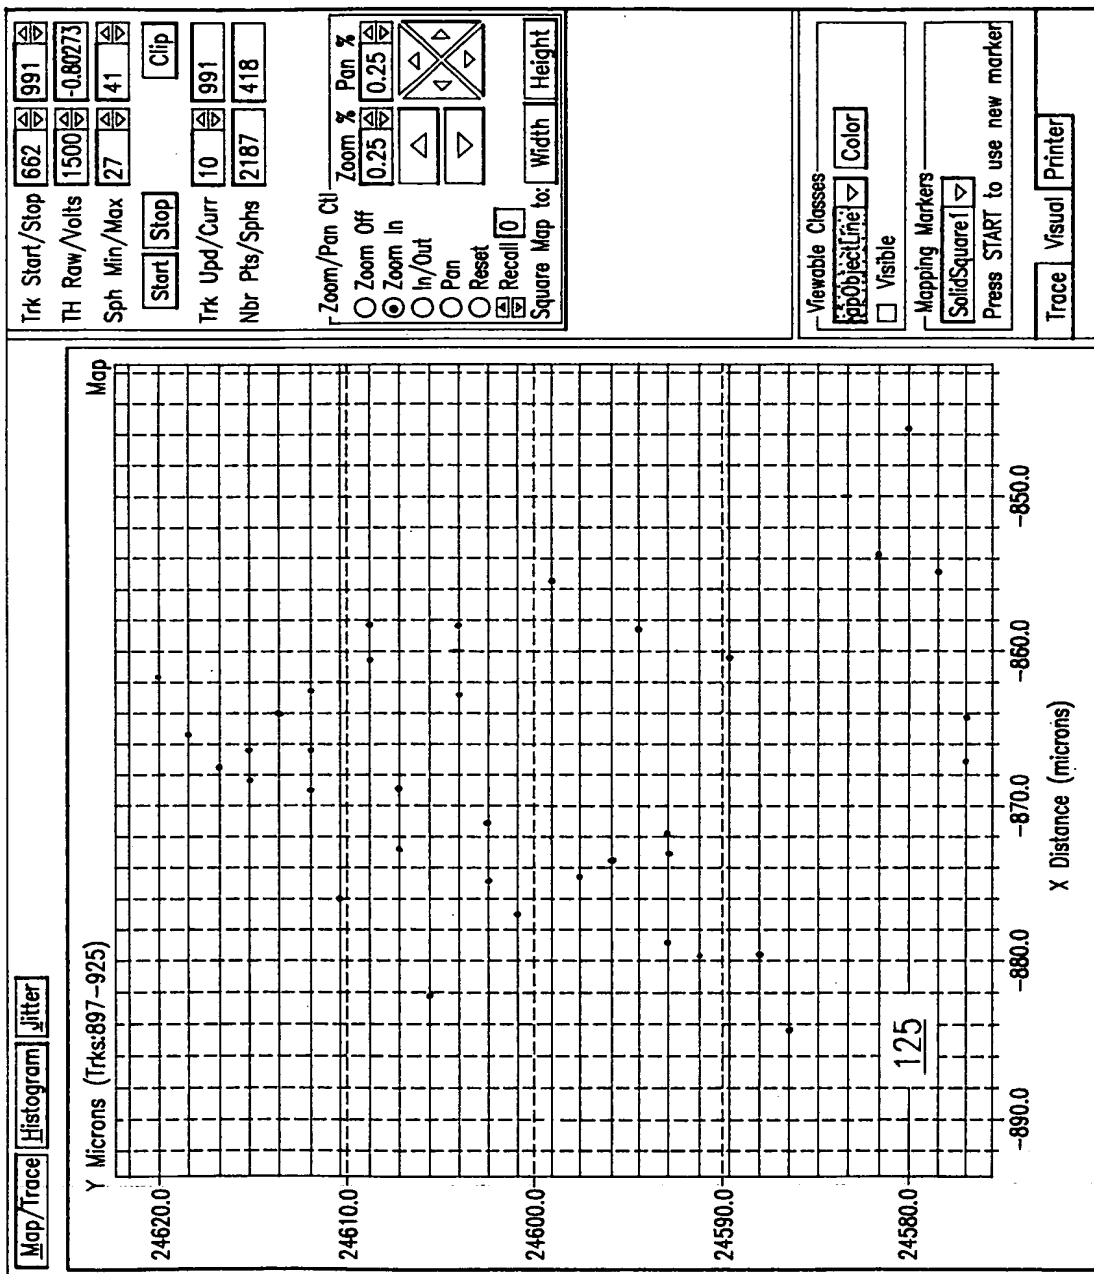 Map/Trace Histogram Jitter
Y Microns (Trks:897-925) Map
24620.0
24610.0
24600.0
24590.0
24580.0
125
-890.0 -880.0 -870.0 -860.0 -850.0
X Distance (microns)
Trk Start/Stop 662 991
TH Raw/Volts 1500 -0.80273
Sph Min/Max 27 41
Start Stop Clip
Trk Upd/Curr 10 991
Nbr Pts/Sphs 2187 418
Zoom/Pan Ctl Zoom % Pan %
Zoom Off 0.25 0.25
Zoom In
In/Out
Pan
Reset
Recall 0
Square Map to: Width Height
Viewable Classes
apObjectLine Color
Visible
Mapping Markers
SolidSquare1
Press START to use new marker
Trace Visual Printer